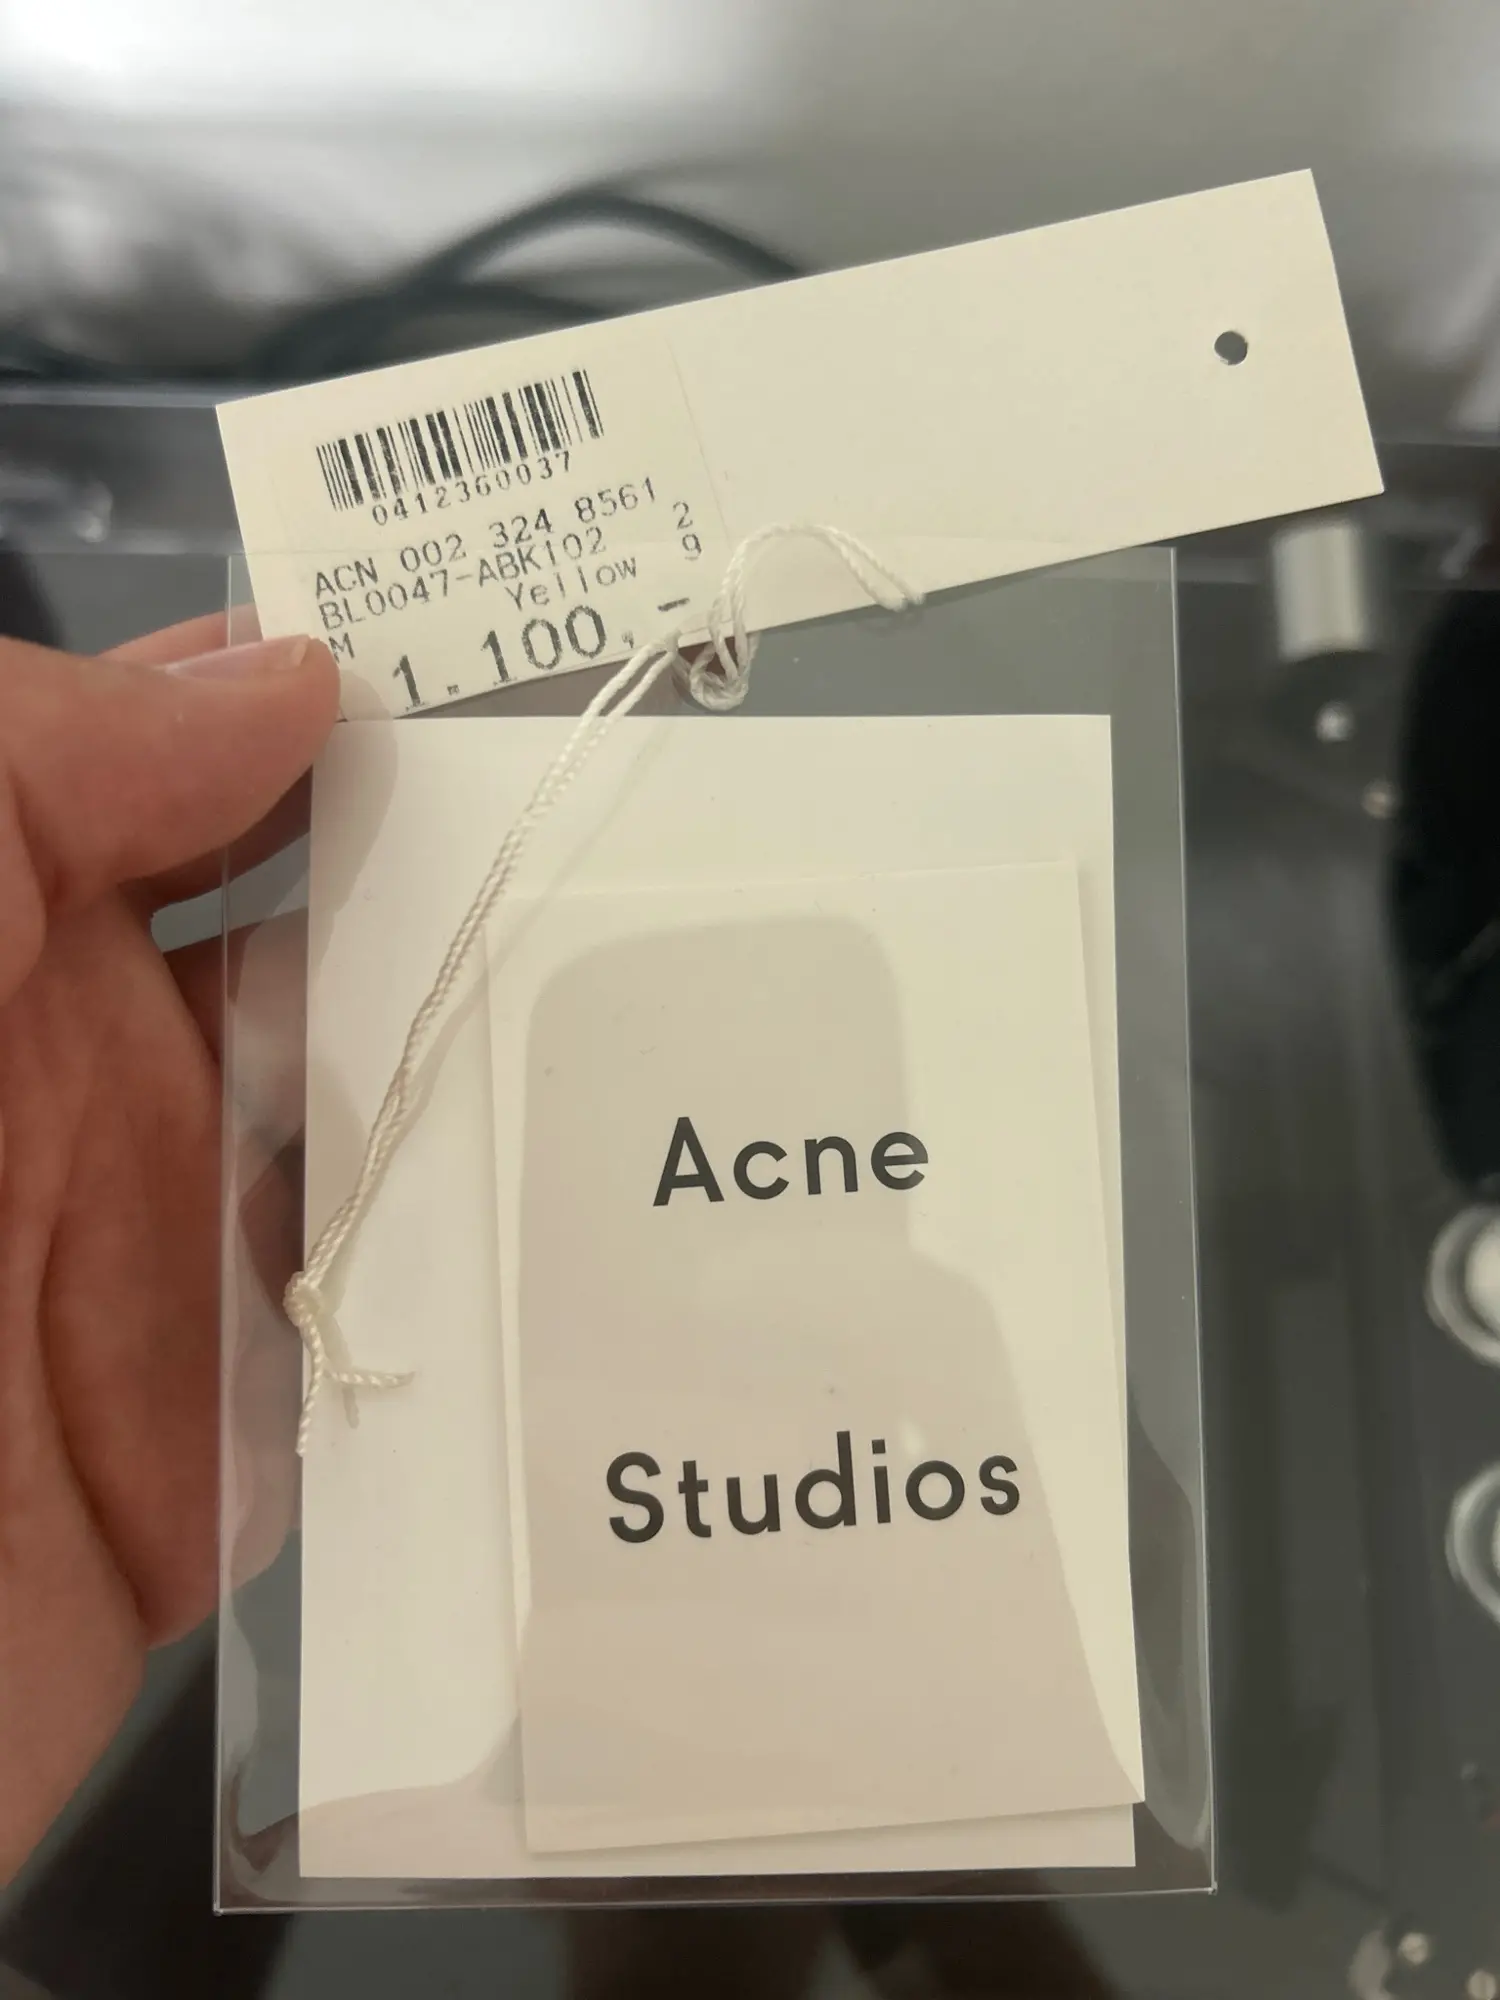 0412360037
ACN 002 324 8561 2
BL0047-ABK102 9
Yellow
M
1.100,-
Acne
Studios